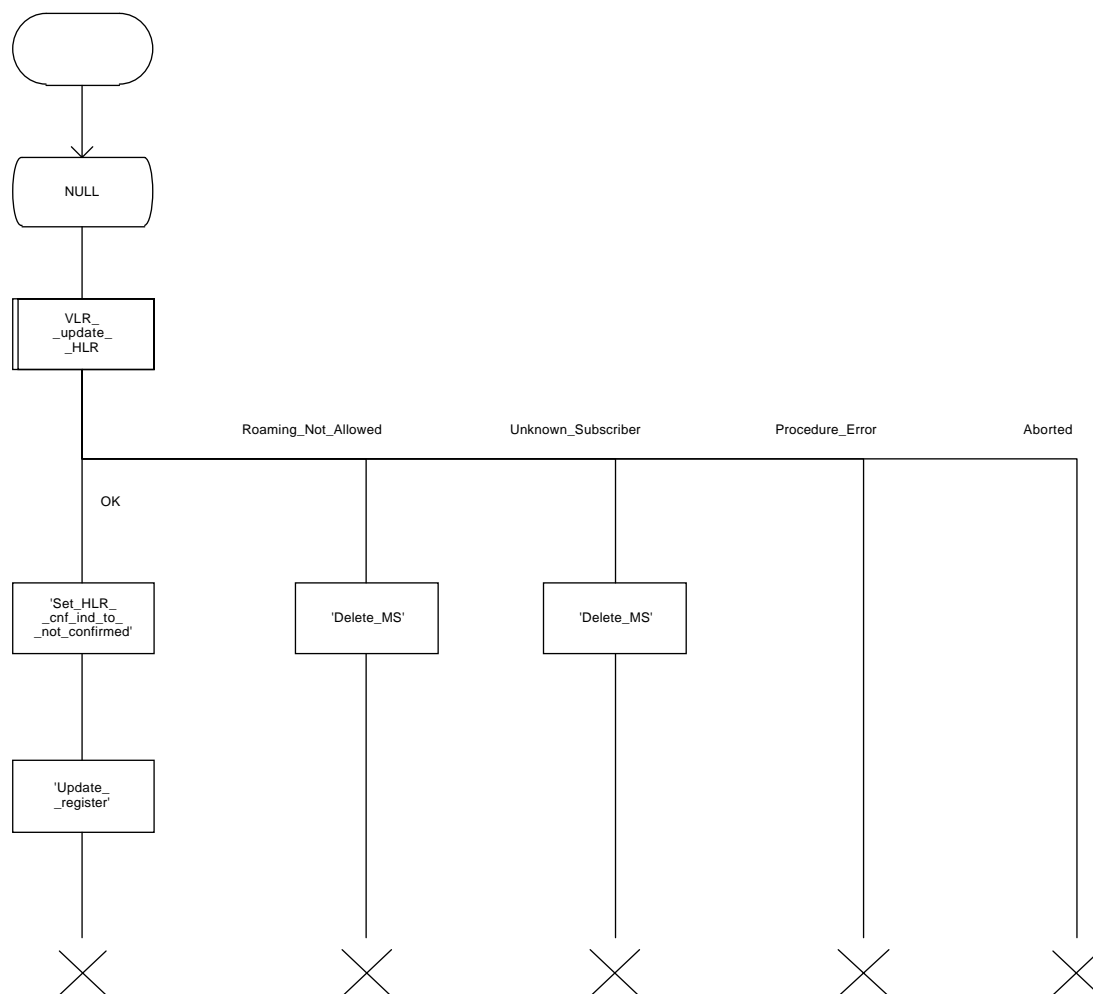 NULL
VLR_
_update_
_HLR
Roaming_Not_Allowed
Unknown_Subscriber
Procedure_Error
Aborted
OK
'Set_HLR_
_cnf_ind_to_
_not_confirmed'
'Delete_MS'
'Delete_MS'
'Update_
_register'